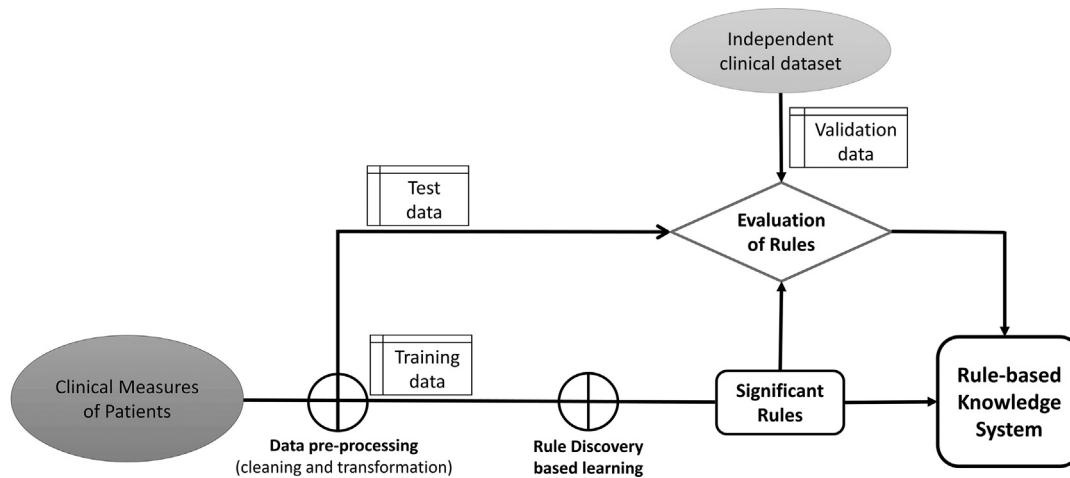 Independent
clinical dataset
Validation
data
Test
data
Evaluation
of Rules
Clinical Measures
of Patients
Training
data
Significant
Rules
Rule-based
Knowledge
System
Data pre-processing
(cleaning and transformation)
Rule Discovery
based learning